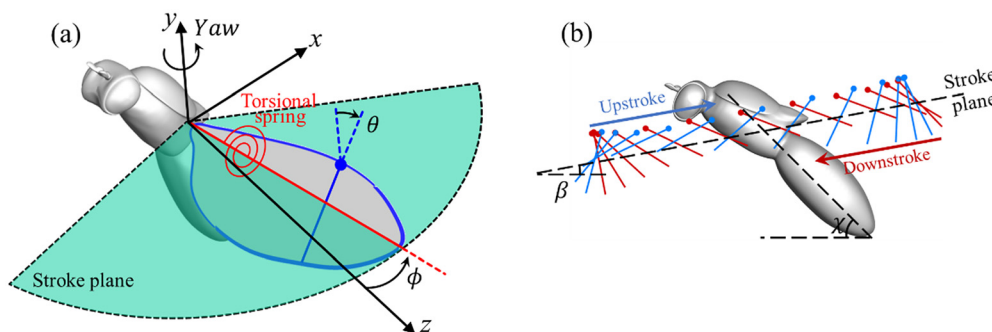 (a)
y
Yaw
x
Torsional
spring
θ
Stroke plane
ϕ
z
(b)
Upstroke
Stroke
plane
Downstroke
β
χ